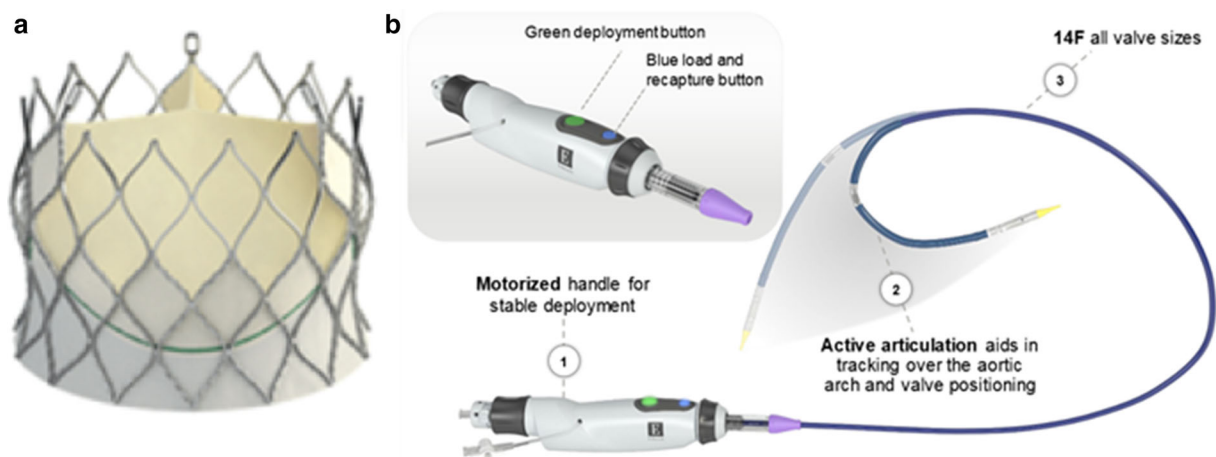 a
b
Green deployment button
Blue load and
recapture button
14F all valve sizes
3
Motorized handle for
stable deployment
1
2
Active articulation aids in
tracking over the aortic
arch and valve positioning